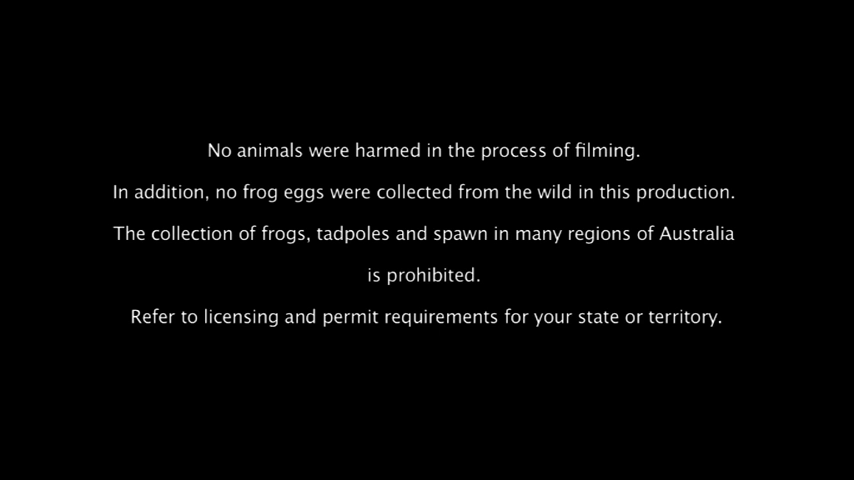 No animals were harmed in the process of filming.
In addition, no frog eggs were collected from the wild in this production.
The collection of frogs, tadpoles and spawn in many regions of Australia
is prohibited.
Refer to licensing and permit requirements for your state or territory.